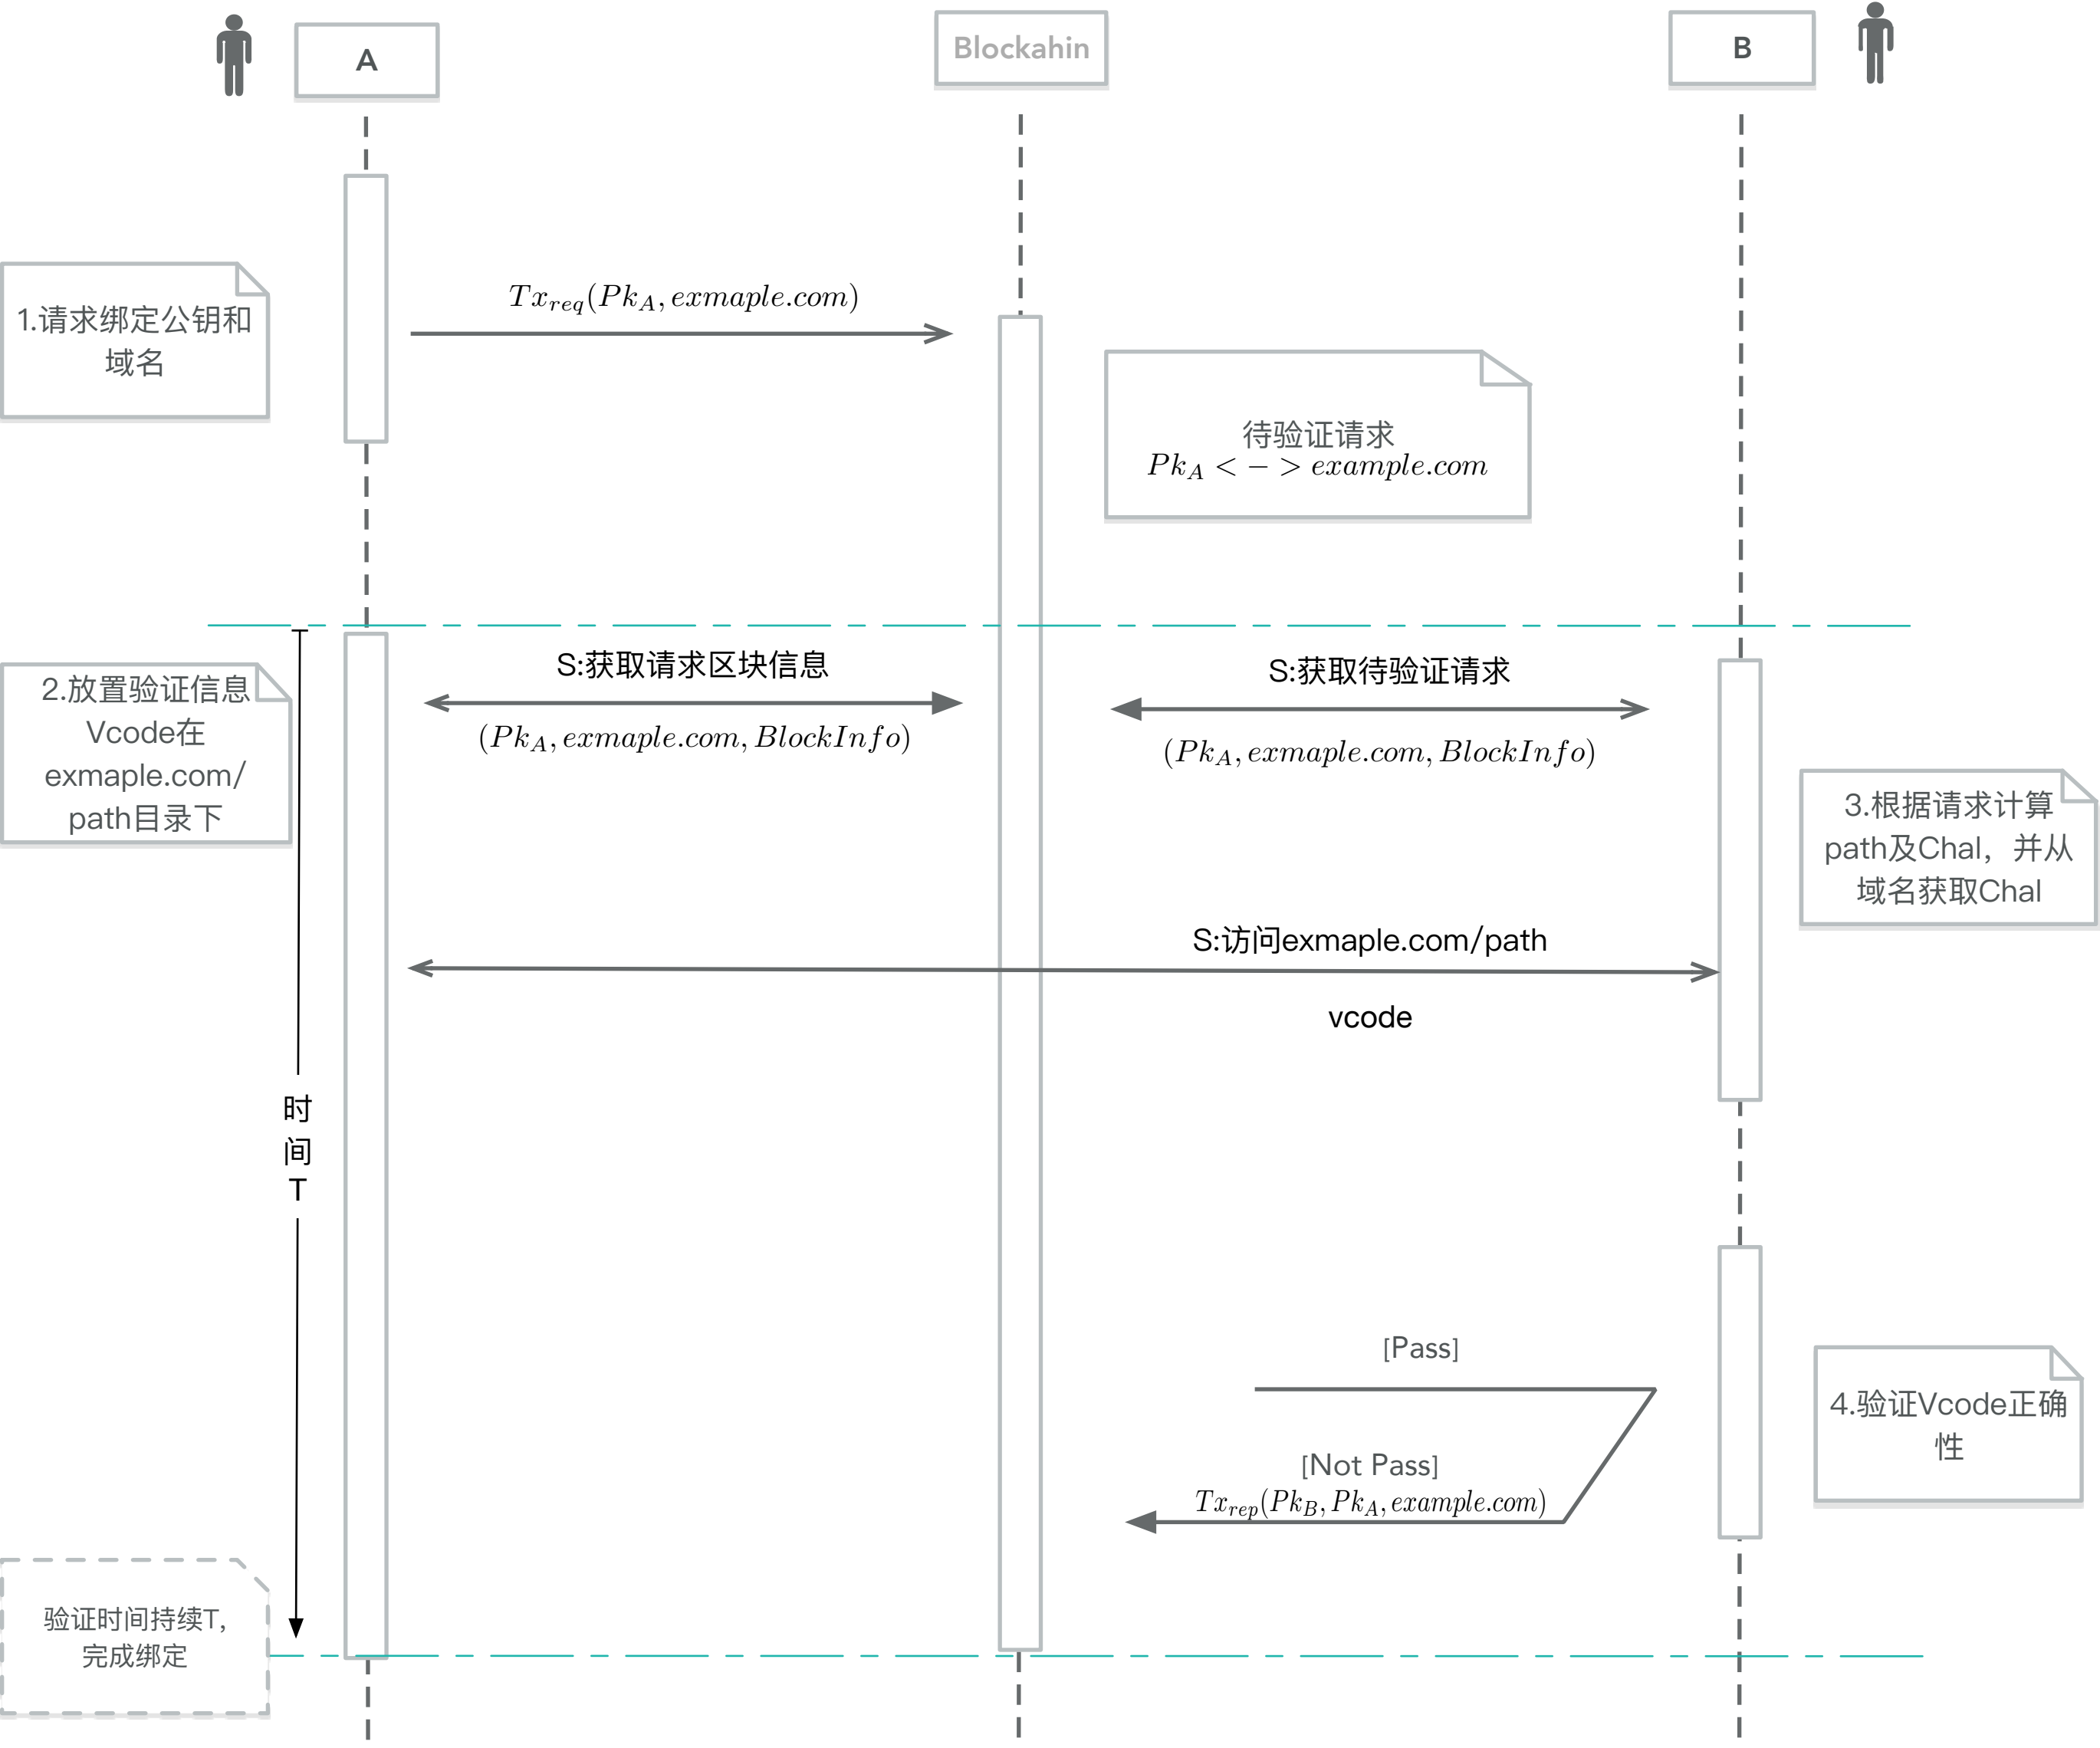 A
Blockahin
B
1.请求绑定公钥和
域名
Tx_req(Pk_A, exmaple.com)
待验证请求
Pk_A <-> example.com
S:获取请求区块信息
(Pk_A, exmaple.com, BlockInfo)
S:获取待验证请求
(Pk_A, exmaple.com, BlockInfo)
2.放置验证信息
Vcode在
exmaple.com/
path目录下
3.根据请求计算
path及Chal，并从
域名获取Chal
S:访问exmaple.com/path
vcode
时
间
T
[Pass]
[Not Pass]
Tx_rep(Pk_B, Pk_A, example.com)
4.验证Vcode正确
性
验证时间持续T,
完成绑定